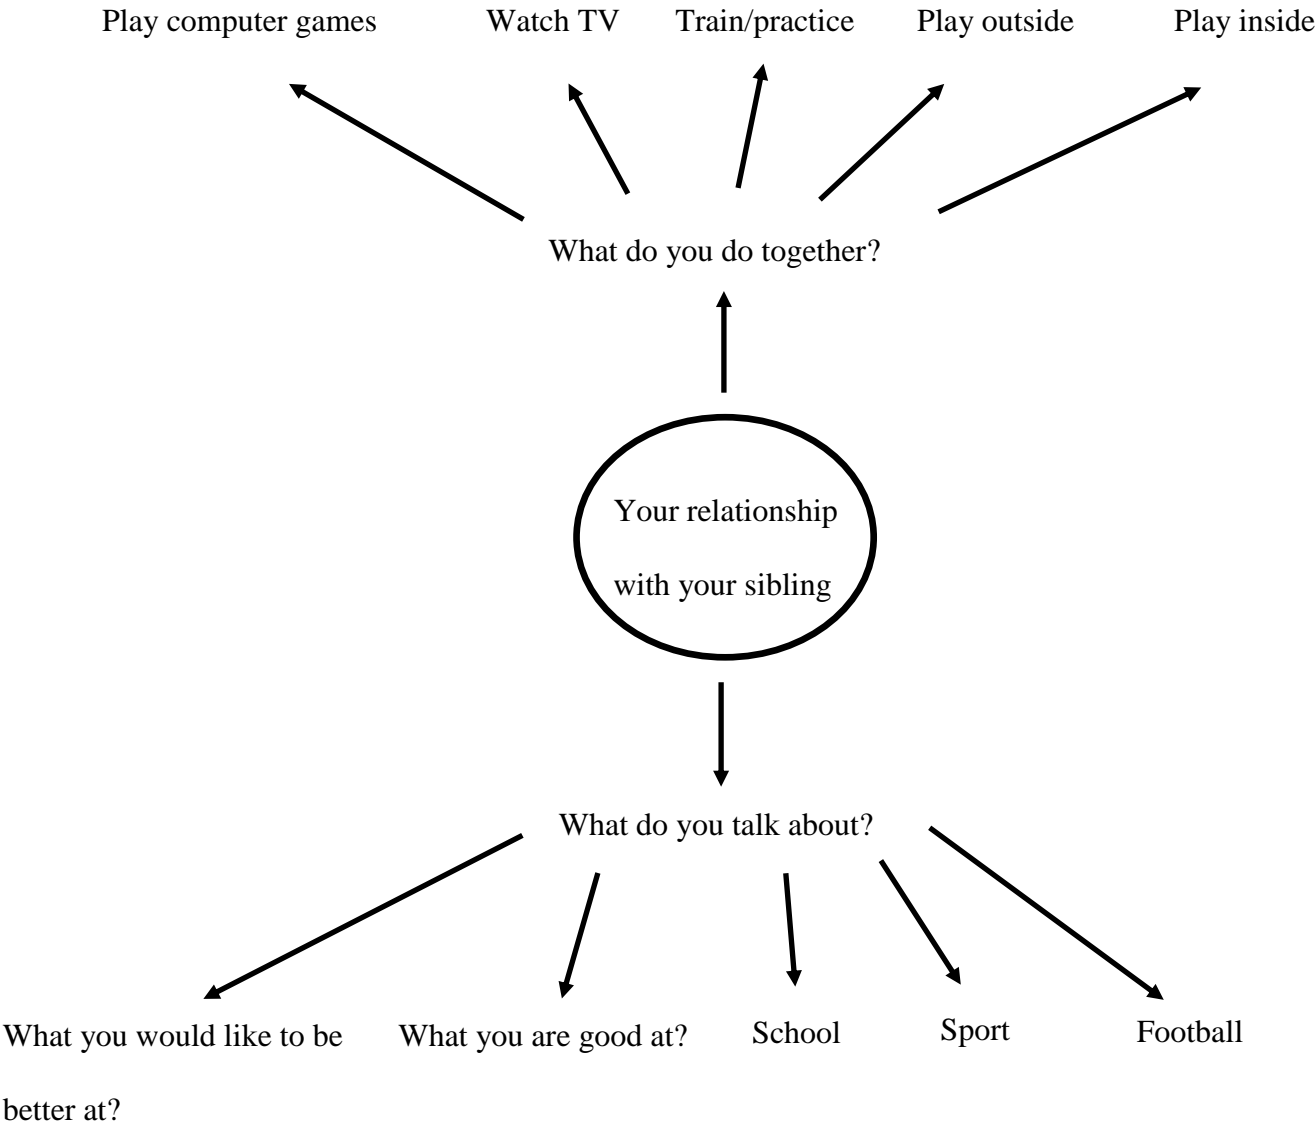 Play computer games Watch TV Train/practice Play outside Play inside
What do you do together?
Your relationship
with your sibling
What do you talk about?
What you would like to be What you are good at? School Sport Football
better at?